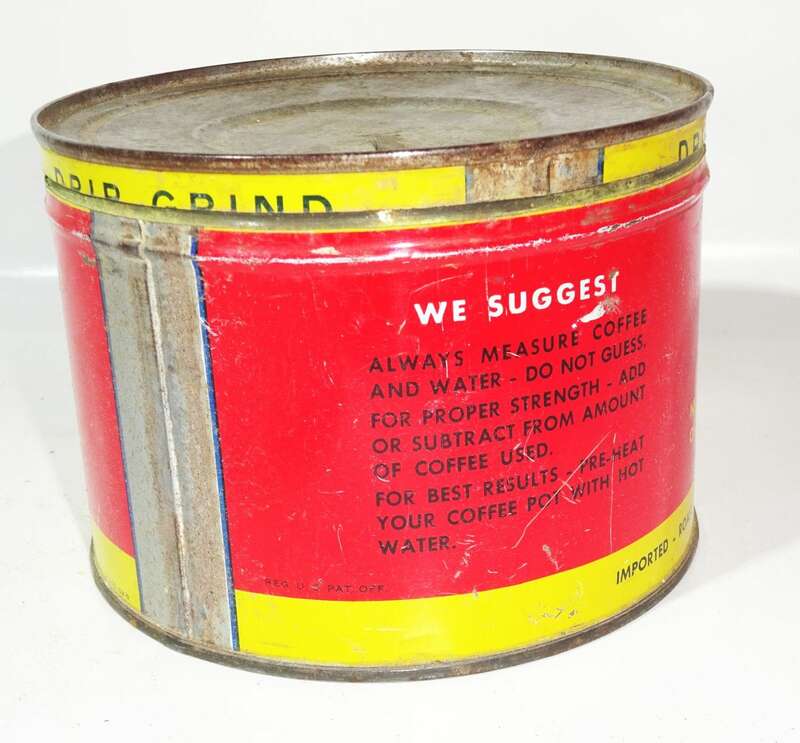 DRIP GRIND
WE SUGGEST
ALWAYS MEASURE COFFEE
AND WATER - DO NOT GUESS.
FOR PROPER STRENGTH - ADD
OR SUBTRACT FROM AMOUNT
OF COFFEE USED.
FOR BEST RESULTS - PRE-HEAT
YOUR COFFEE POT WITH HOT
WATER.
REG. U.S. PAT. OFF.
IMPORTED -